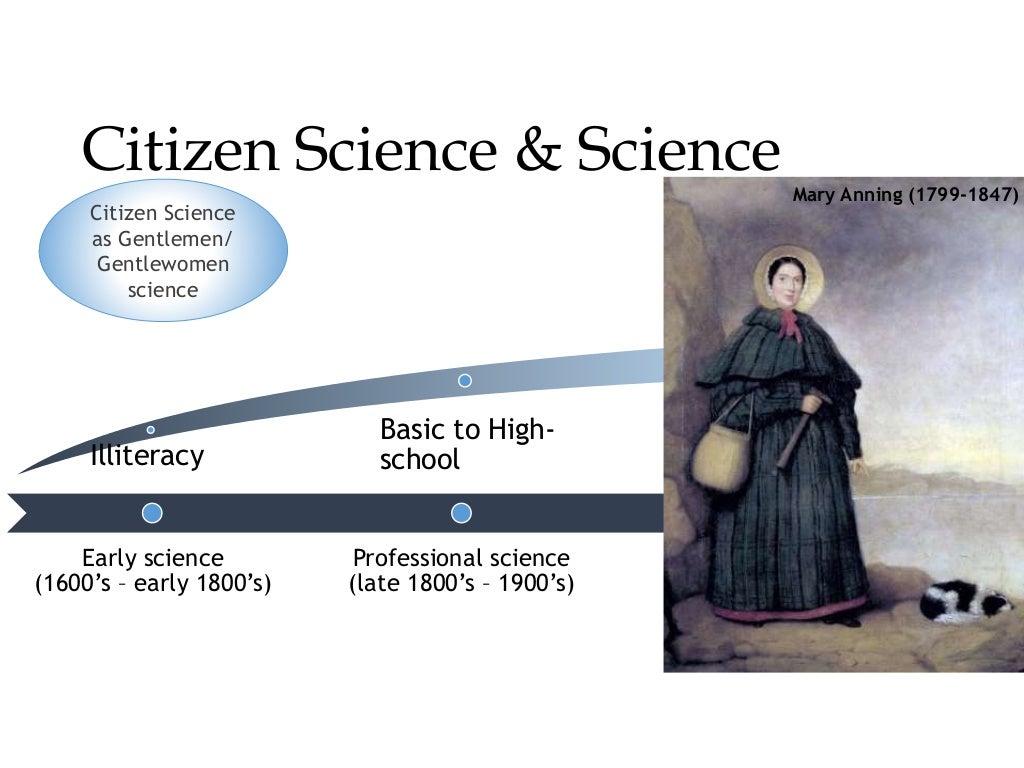 Citizen Science & Science
Mary Anning (1799-1847)
Citizen Science
as Gentlemen/
Gentlewomen
science
Illiteracy
Basic to High-
school
Early science
(1600’s – early 1800’s)
Professional science
(late 1800’s – 1900’s)